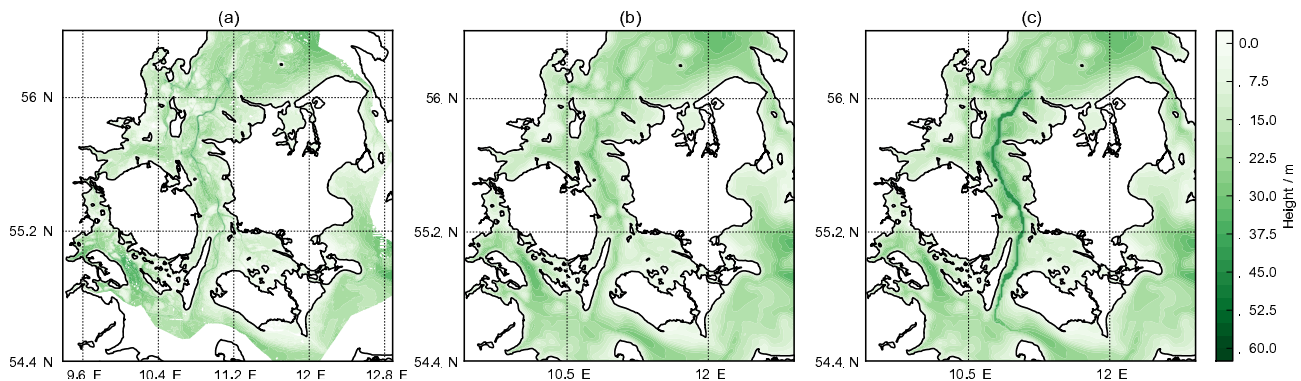 (a) (b) (c)
56 N 56 N 56 N
55.2 N 55.2 N 55.2 N
54.4 N 54.4 N 54.4 N
9.6 E 10.4 E 11.2 E 12 E 12.8 E 10.5 E 12 E 10.5 E 12 E
0.0
7.5
15.0
22.5
30.0
37.5
45.0
52.5
60.0
Height / m